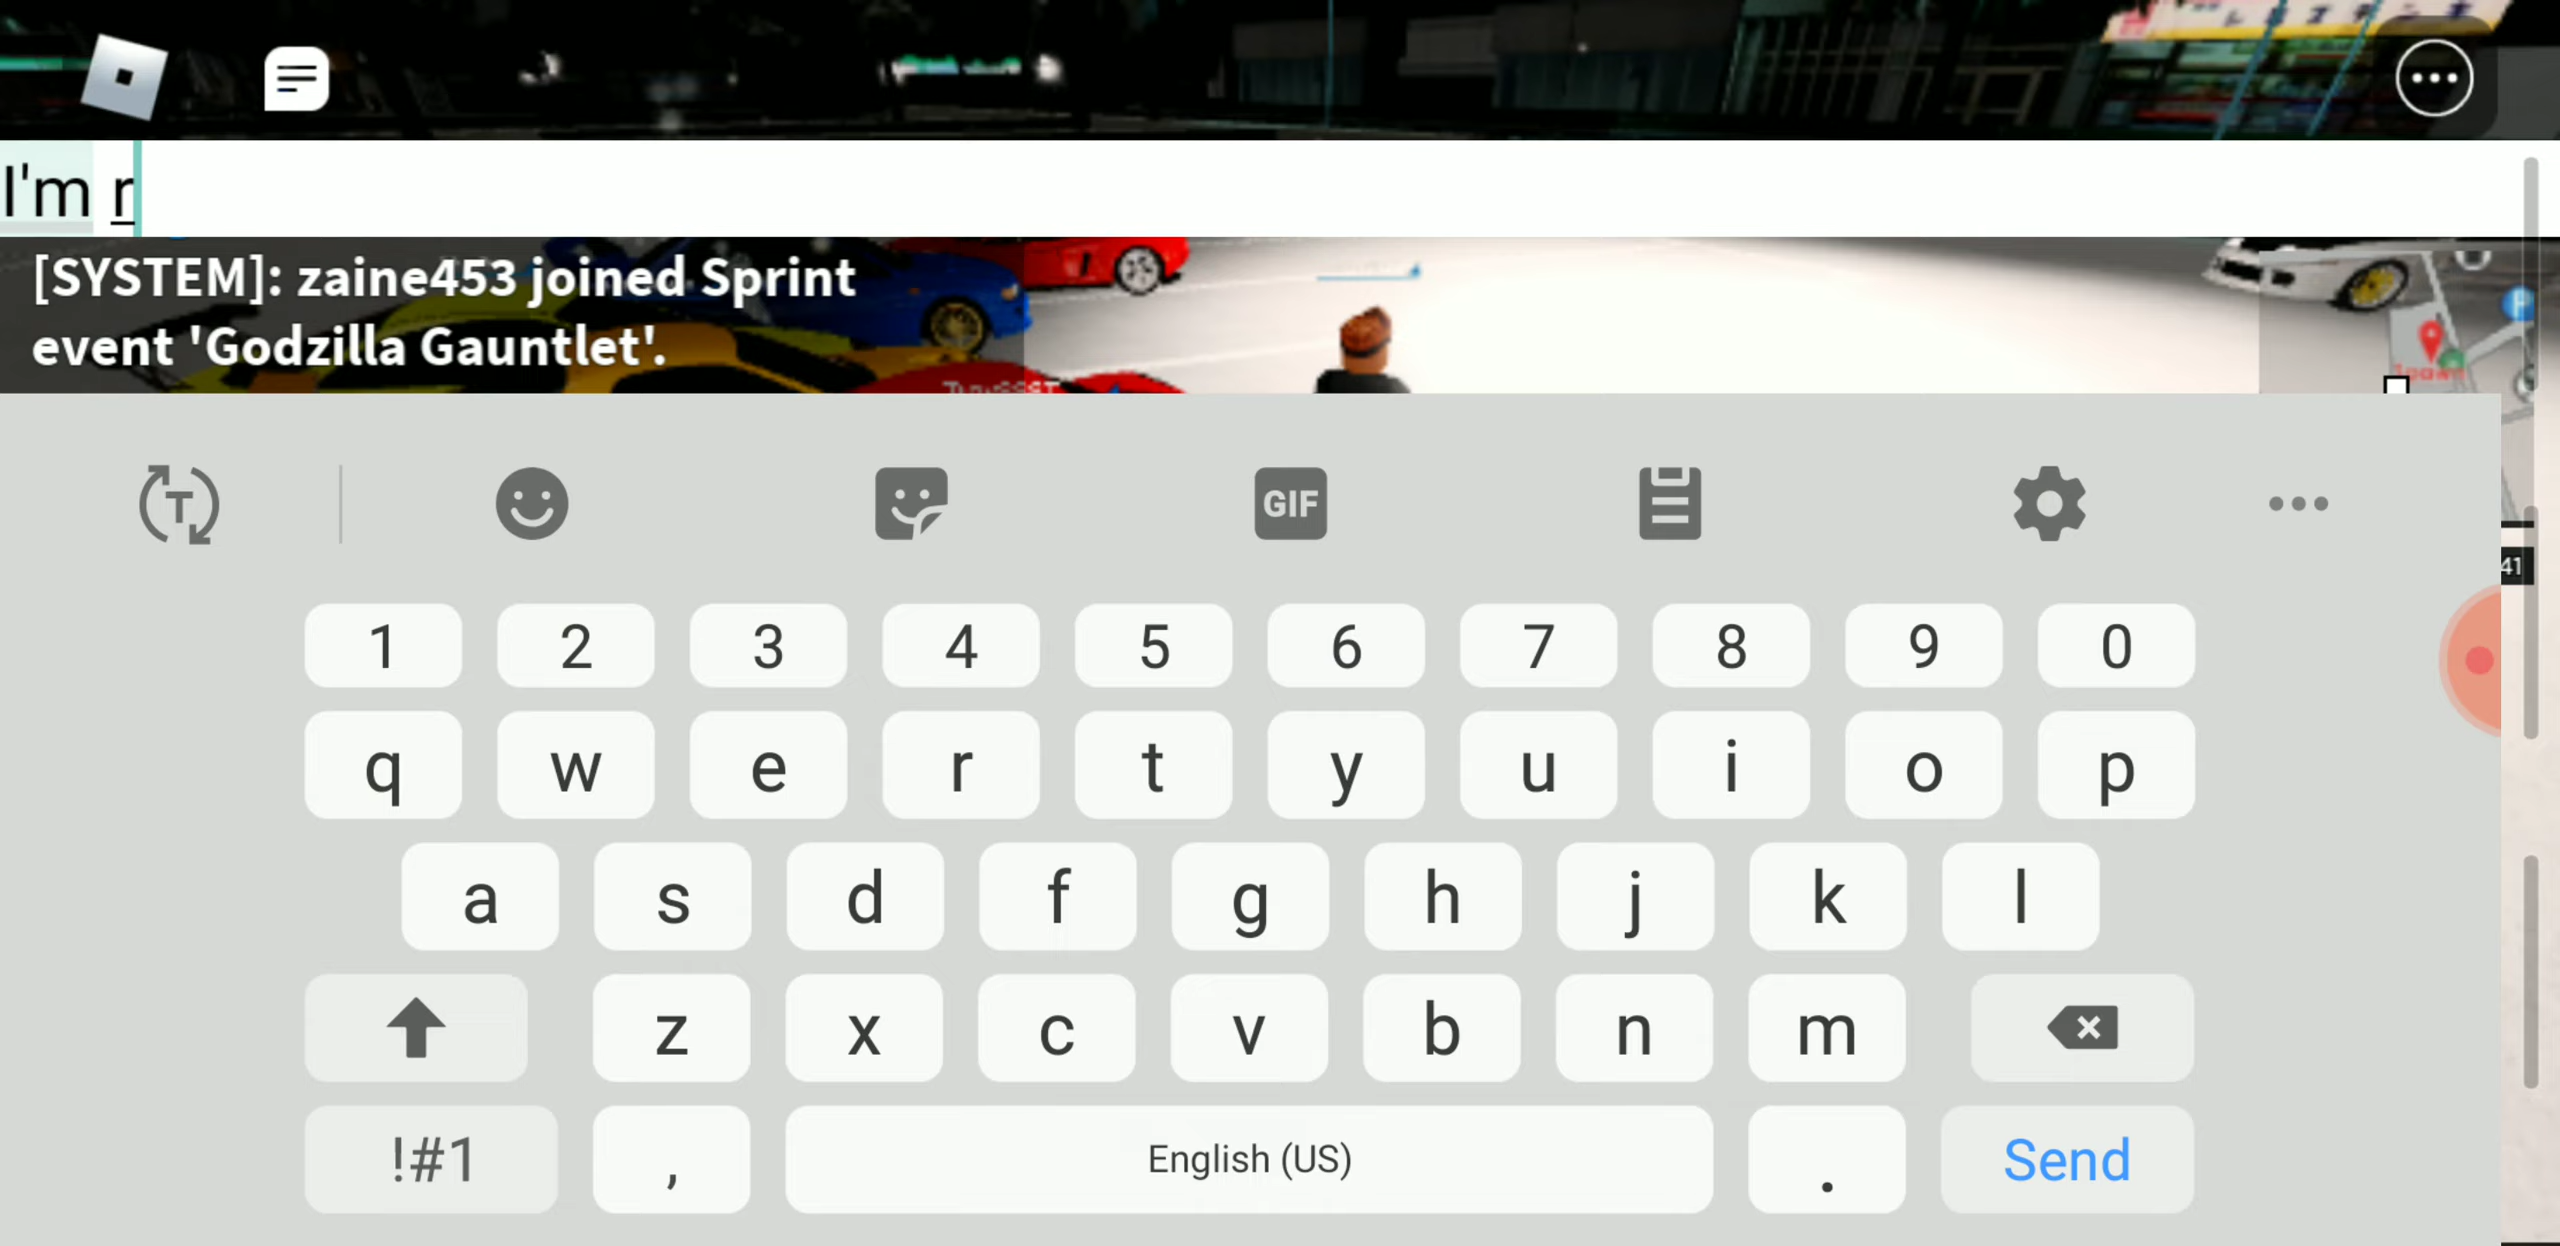 I'm r
[SYSTEM]: zaine453 joined Sprint
event 'Godzilla Gauntlet'.
T
GIF
41
1 2 3 4 5 6 7 8 9 0
q w e r t y u i o p
a s d f g h j k l
z x c v b n m
!#1 , English (US) . Send